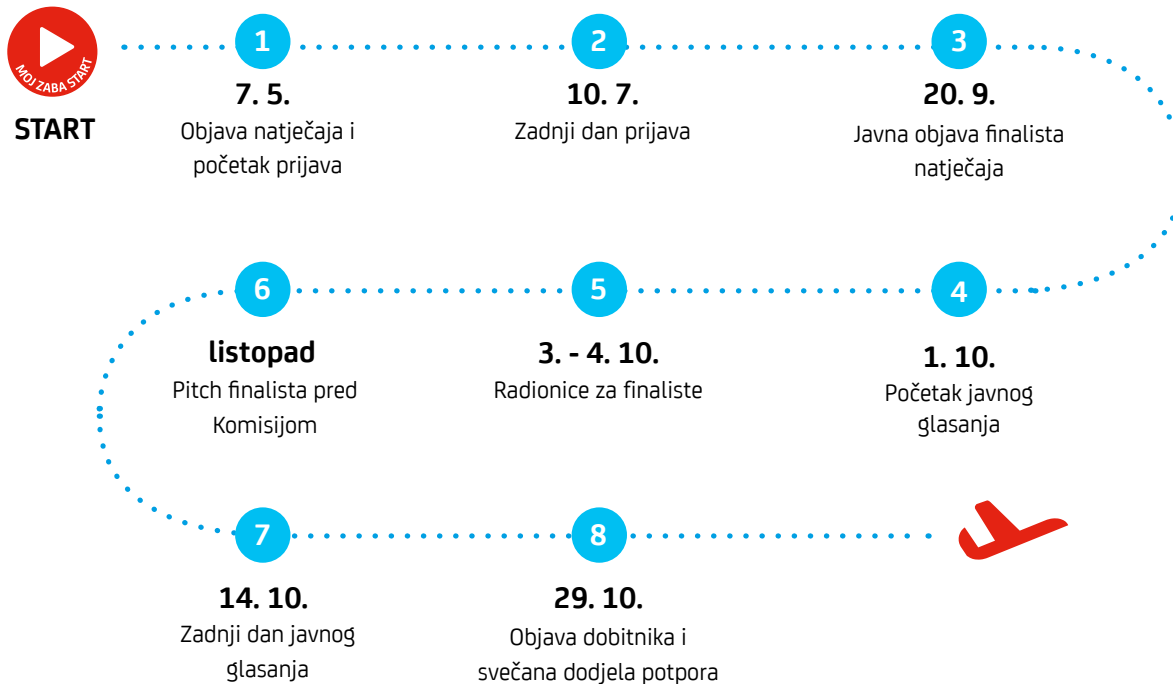 MOJ ZABA START
START
1
7. 5.
Objava natječaja i
početak prijava
2
10. 7.
Zadnji dan prijava
3
20. 9.
Javna objava finalista
natječaja
4
1. 10.
Početak javnog
glasanja
5
3. - 4. 10.
Radionice za finaliste
6
listopad
Pitch finalista pred
Komisijom
7
14. 10.
Zadnji dan javnog
glasanja
8
29. 10.
Objava dobitnika i
svečana dodjela potpora